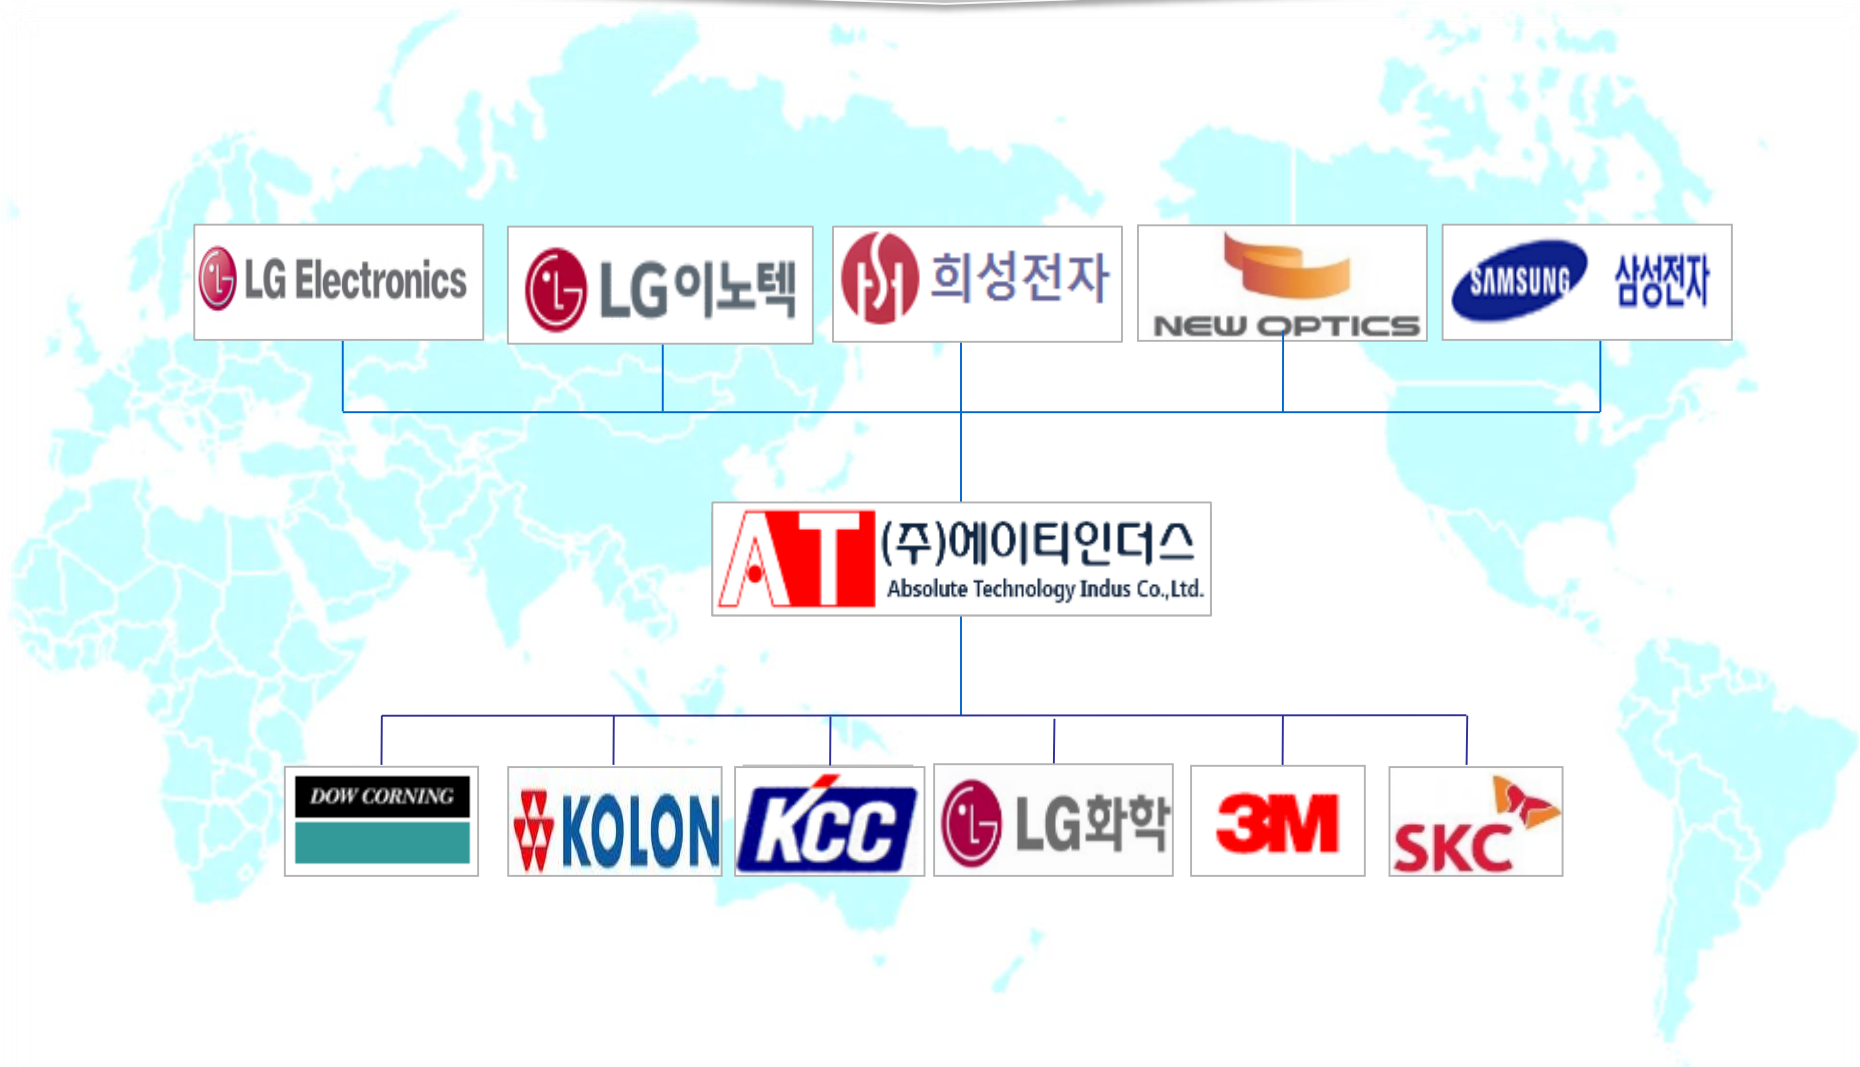 LG Electronics
LG이노텍
희성전자
NEW OPTICS
SAMSUNG 삼성전자
AT (주)에이티인더스
Absolute Technology Indus Co.,Ltd.
DOW CORNING
KOLON
KCC
LG화학
3M
SKC